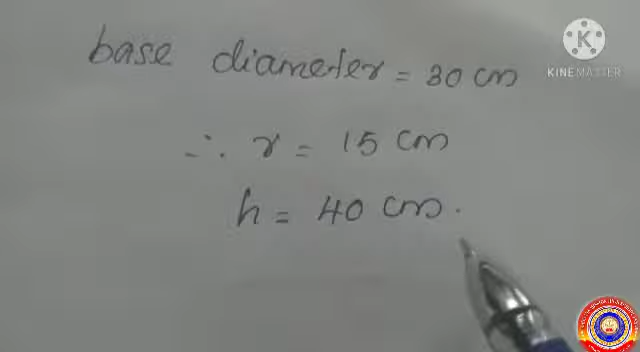 KINEMASTER
base diameter = 30 cm
∴ r = 15 cm
h = 40 cm.